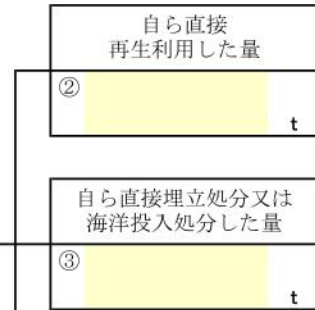 自ら直接
再生利用した量
②
t
自ら直接埋立処分又は
海洋投入処分した量
③
t